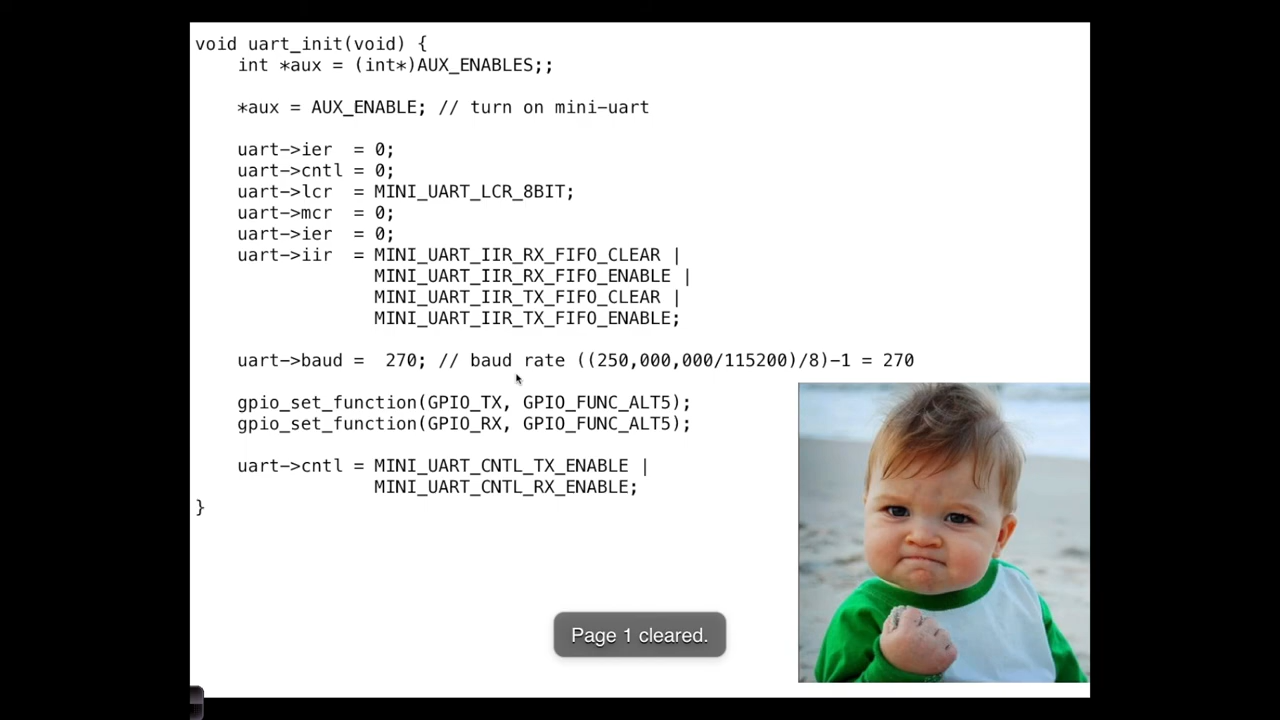 void uart_init(void) {
    int *aux = (int*)AUX_ENABLES;;
    *aux = AUX_ENABLE; // turn on mini-uart
    uart->ier  = 0;
    uart->cntl = 0;
    uart->lcr  = MINI_UART_LCR_8BIT;
    uart->mcr  = 0;
    uart->ier  = 0;
    uart->iir  = MINI_UART_IIR_RX_FIFO_CLEAR |
                 MINI_UART_IIR_RX_FIFO_ENABLE |
                 MINI_UART_IIR_TX_FIFO_CLEAR |
                 MINI_UART_IIR_TX_FIFO_ENABLE;
    uart->baud =  270; // baud rate ((250,000,000/115200)/8)-1 = 270
    gpio_set_function(GPIO_TX, GPIO_FUNC_ALT5);
    gpio_set_function(GPIO_RX, GPIO_FUNC_ALT5);
    uart->cntl = MINI_UART_CNTL_TX_ENABLE |
                 MINI_UART_CNTL_RX_ENABLE;
}
Page 1 cleared.